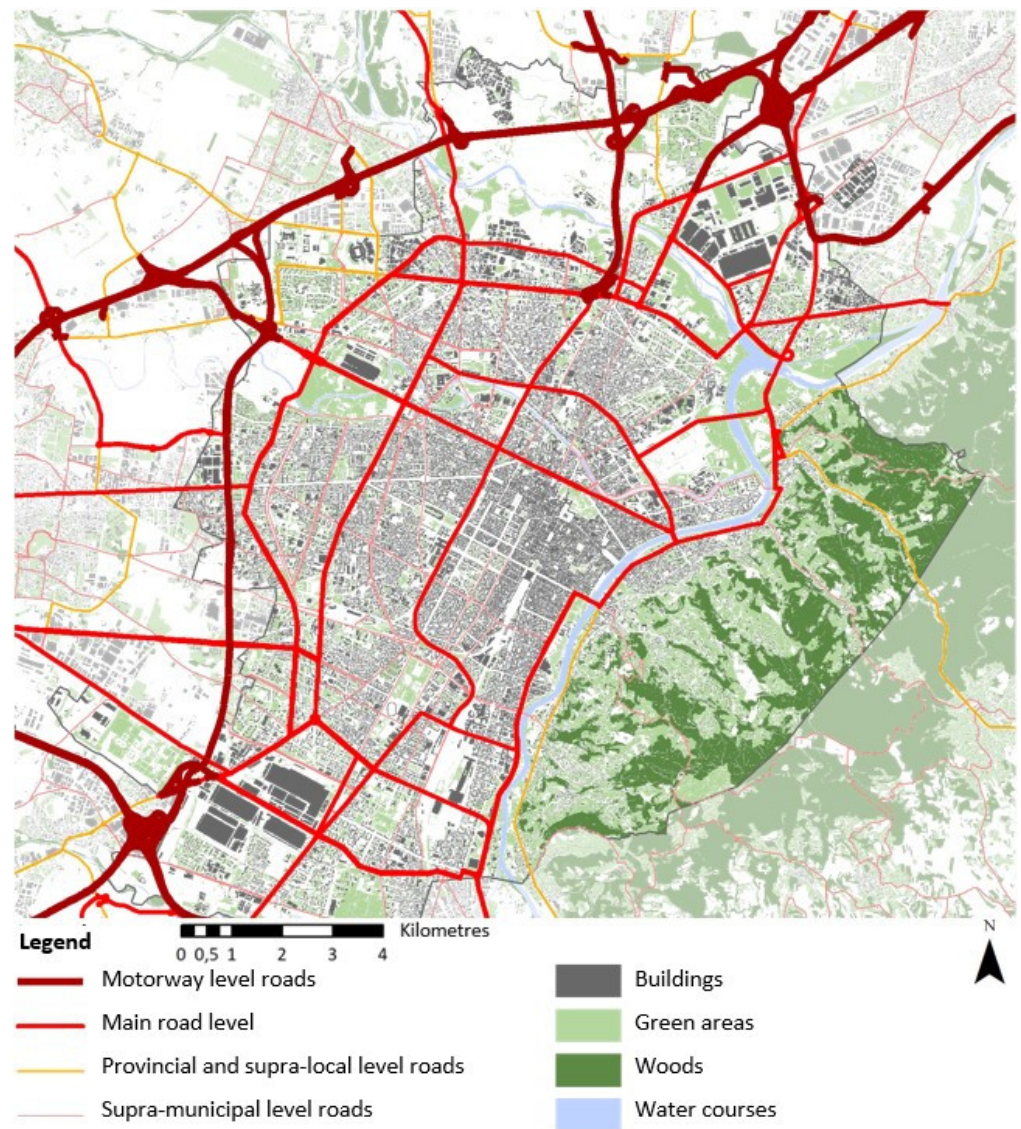 Legend
Kilometres
0 0,5 1 2 3 4
N
Motorway level roads
Main road level
Provincial and supra-local level roads
Supra-municipal level roads
Buildings
Green areas
Woods
Water courses